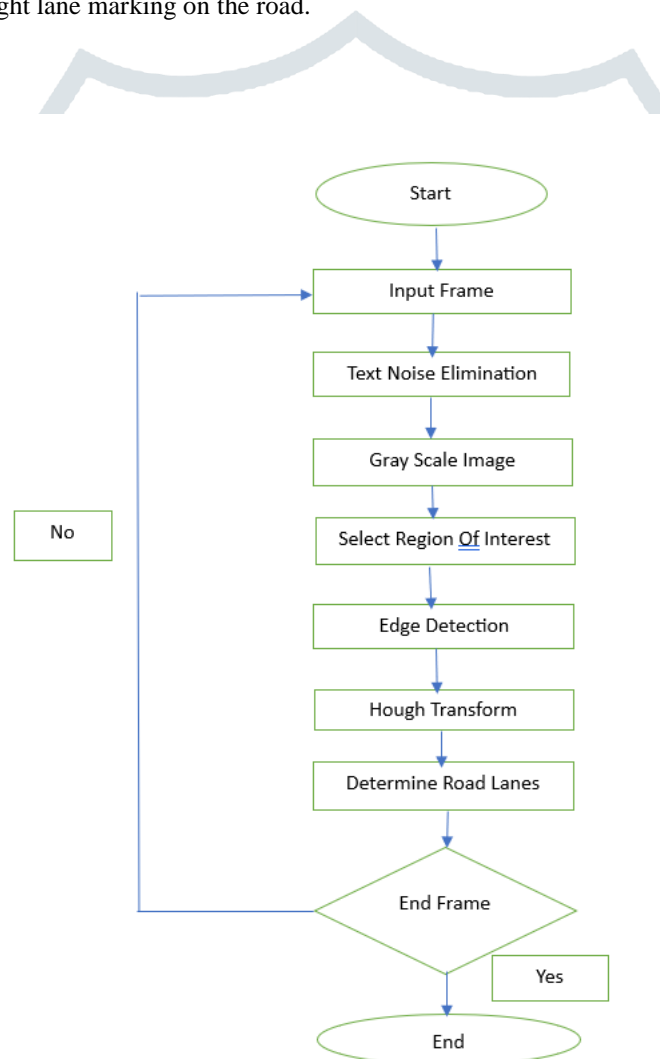 ght lane marking on the road.
Start
Input Frame
Text Noise Elimination
Gray Scale Image
No
Select Region Of Interest
Edge Detection
Hough Transform
Determine Road Lanes
End Frame
Yes
End